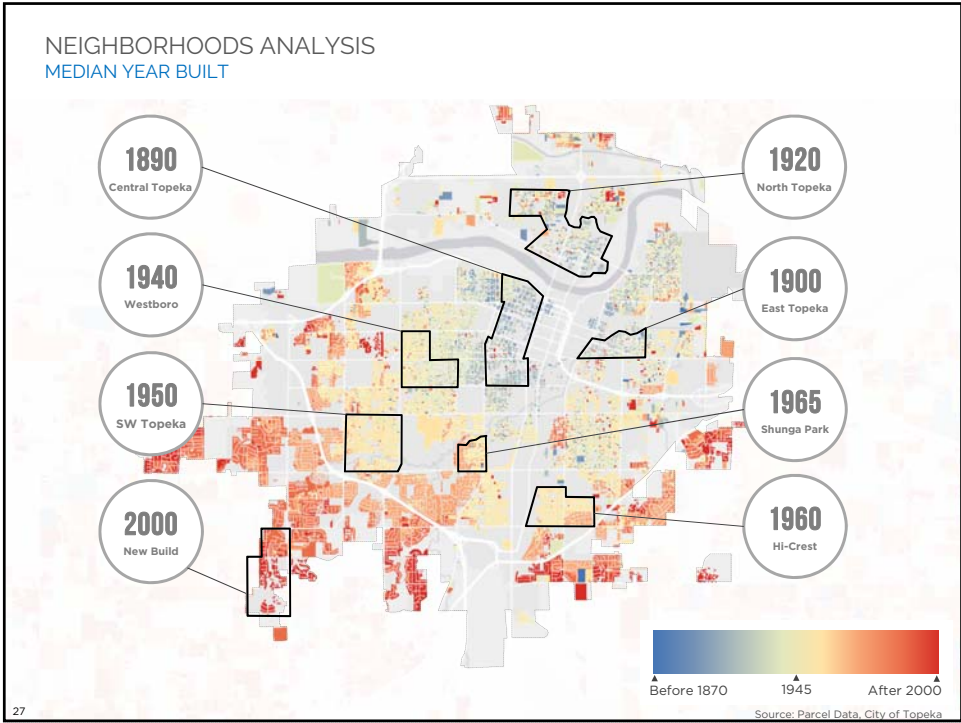 NEIGHBORHOODS ANALYSIS
MEDIAN YEAR BUILT
1890
Central Topeka
1920
North Topeka
1940
Westboro
1900
East Topeka
1950
SW Topeka
1965
Shunga Park
2000
New Build
1960
Hi-Crest
Before 1870
1945
After 2000
27
Source: Parcel Data, City of Topeka